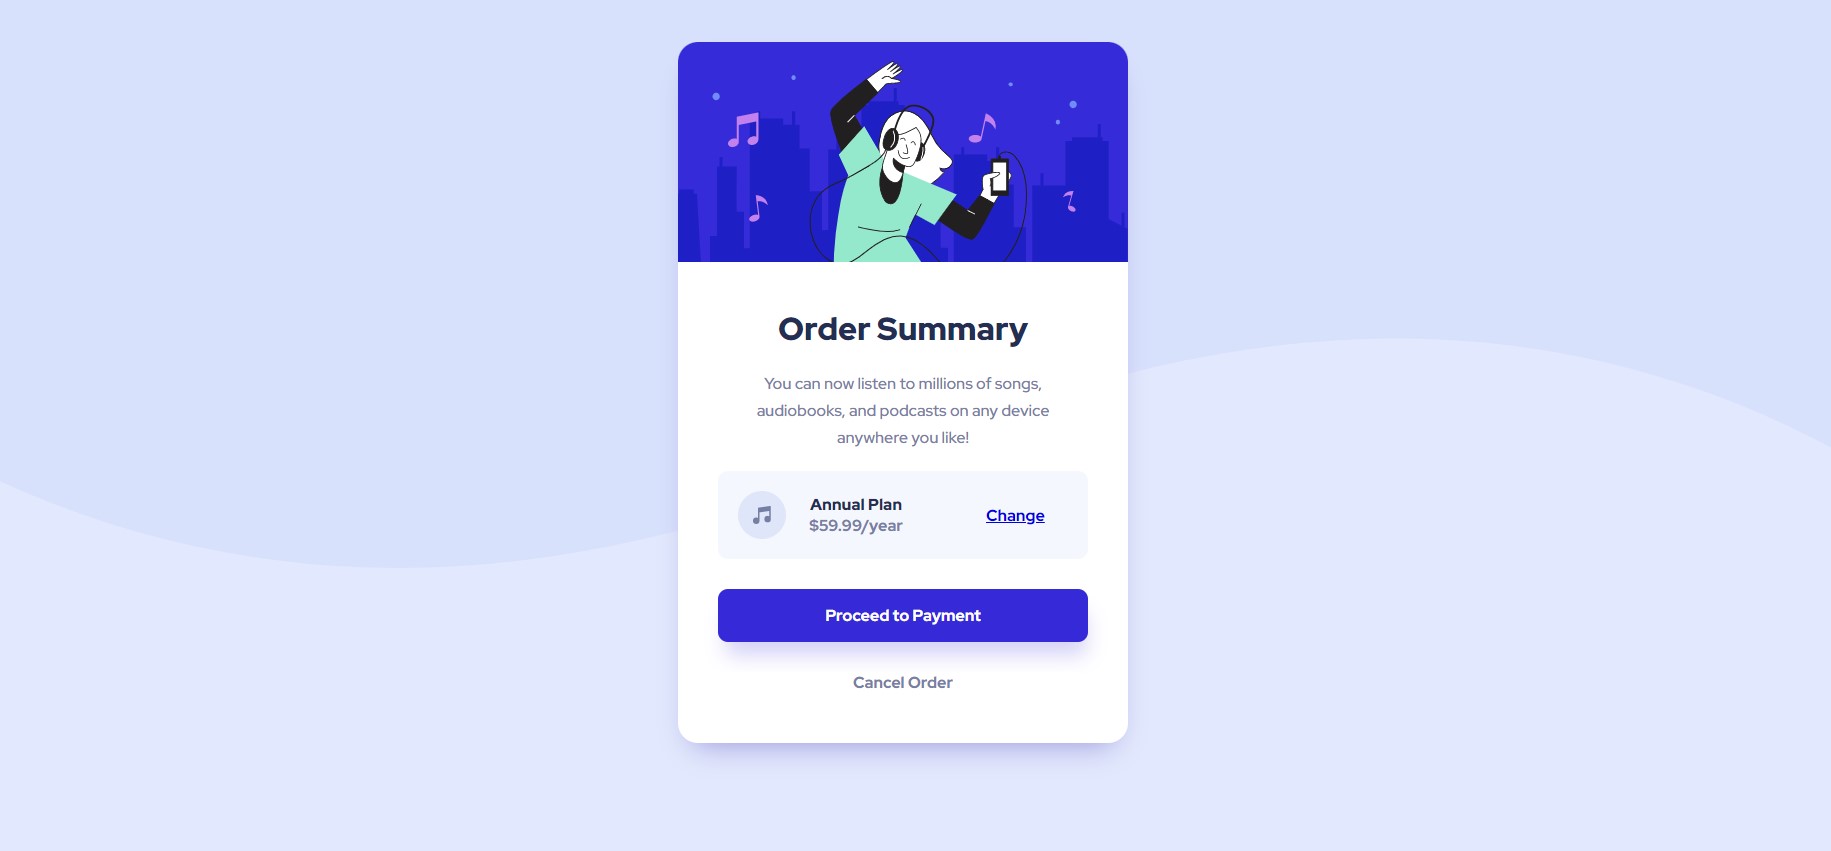 Order Summary
You can now listen to millions of songs,
audiobooks, and podcasts on any device
anywhere you like!
Annual Plan
$59.99/year
Change
Proceed to Payment
Cancel Order